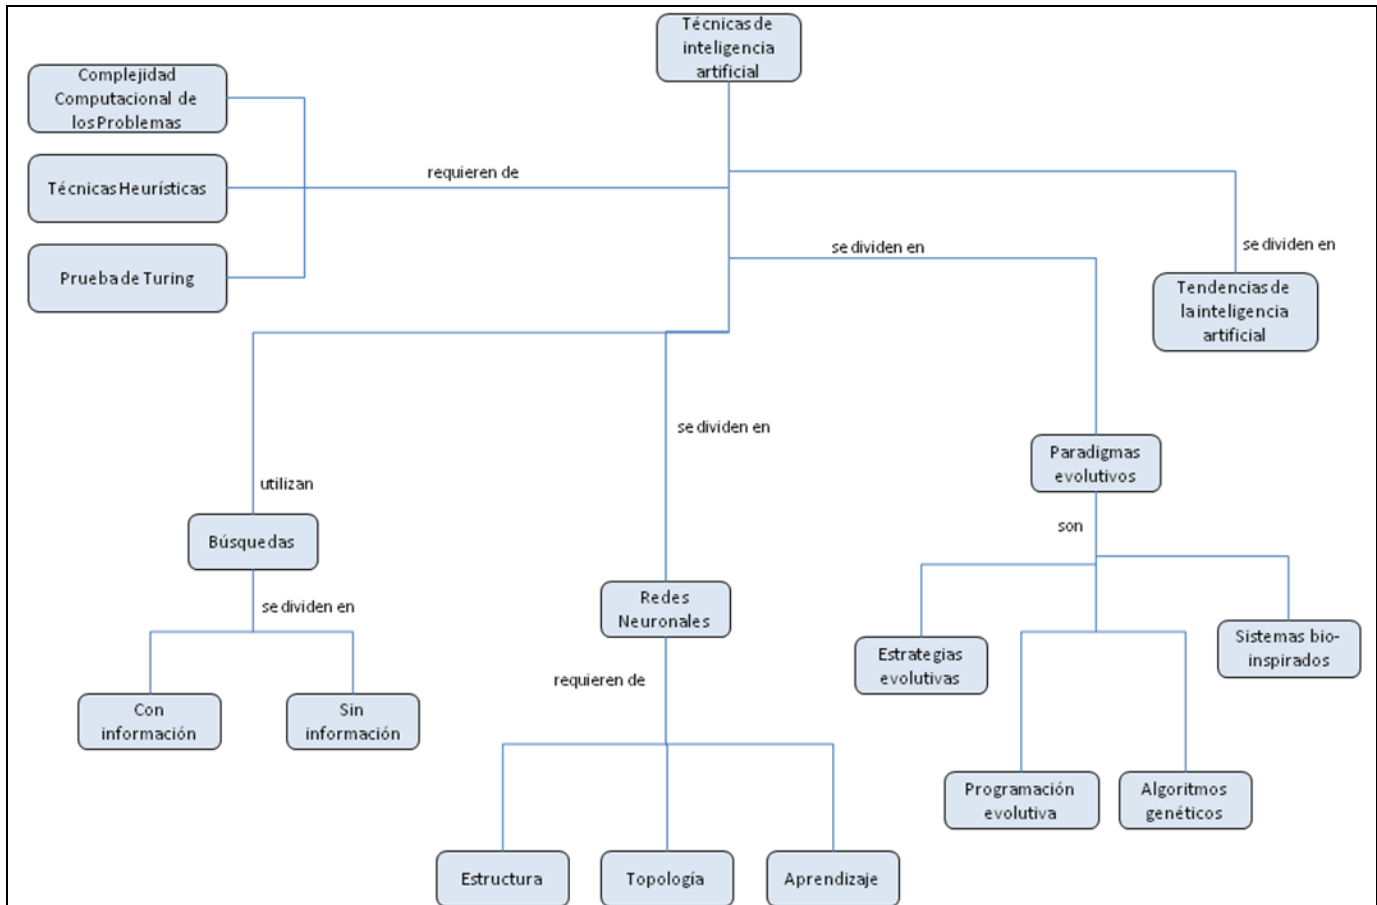 Técnicas de
inteligencia
artificial
Complejidad
Computacional de
los Problemas
requieren de
Técnicas Heurísticas
se dividen en
se dividen en
Prueba de Turing
Tendencias de
la inteligencia
artificial
se dividen en
Paradigmas
evolutivos
utilizan
son
Búsquedas
se dividen en
Redes
Neuronales
Estrategias
evolutivas
Sistemas bio-
inspirados
requieren de
Con
información
Sin
información
Programación
evolutiva
Algoritmos
genéticos
Estructura
Topología
Aprendizaje